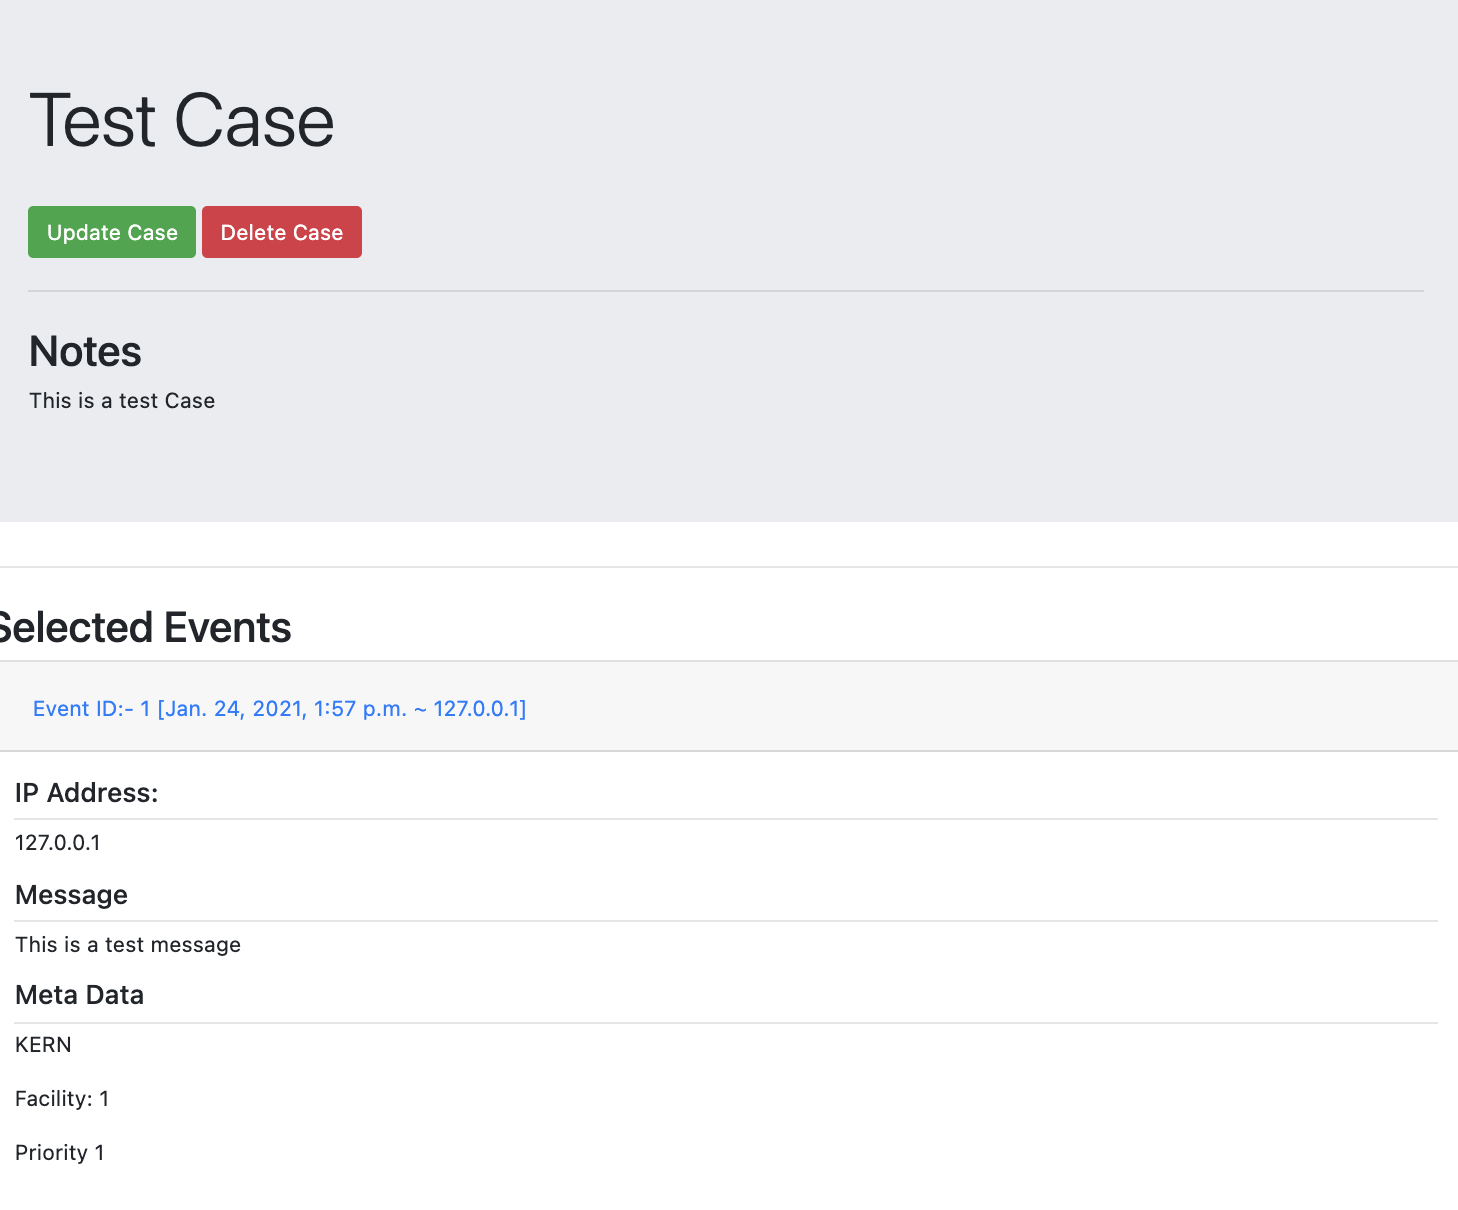 Test Case
Update Case Delete Case
Notes
This is a test Case
Selected Events
Event ID:- 1 [Jan. 24, 2021, 1:57 p.m. ~ 127.0.0.1]
IP Address:
127.0.0.1
Message
This is a test message
Meta Data
KERN
Facility: 1
Priority 1